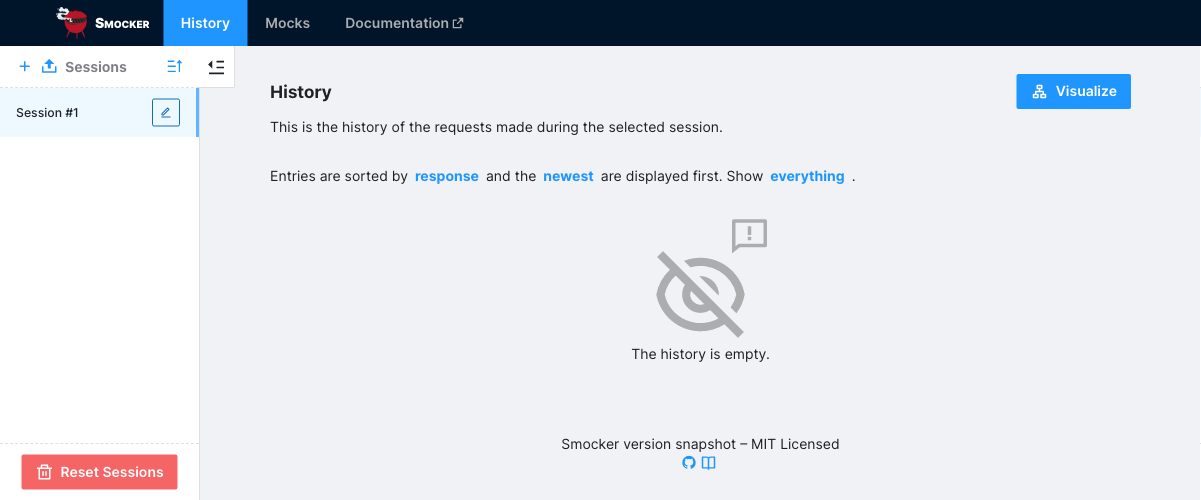 Smocker
History
Mocks
Documentation
Sessions
Session #1
Reset Sessions
History
Visualize
This is the history of the requests made during the selected session.
Entries are sorted by response and the newest are displayed first. Show everything .
The history is empty.
Smocker version snapshot – MIT Licensed